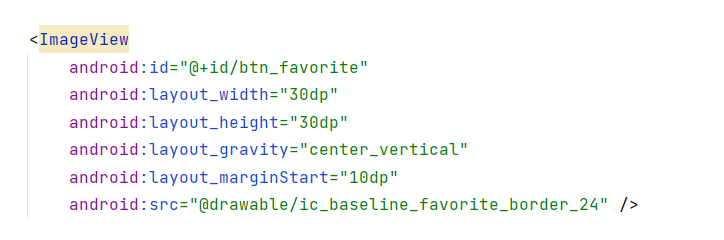 <ImageView
android:id="@+id/btn_favorite"
android:layout_width="30dp"
android:layout_height="30dp"
android:layout_gravity="center_vertical"
android:layout_marginStart="10dp"
android:src="@drawable/ic_baseline_favorite_border_24" />